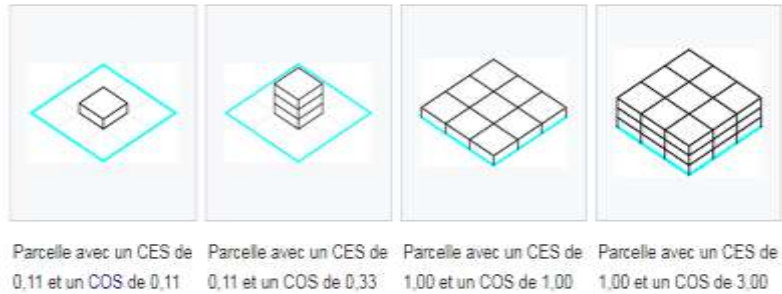 Parcelle avec un CES de
0,11 et un COS de 0,11
Parcelle avec un CES de
0,11 et un COS de 0,33
Parcelle avec un CES de
1,00 et un COS de 1,00
Parcelle avec un CES de
1,00 et un COS de 3,00